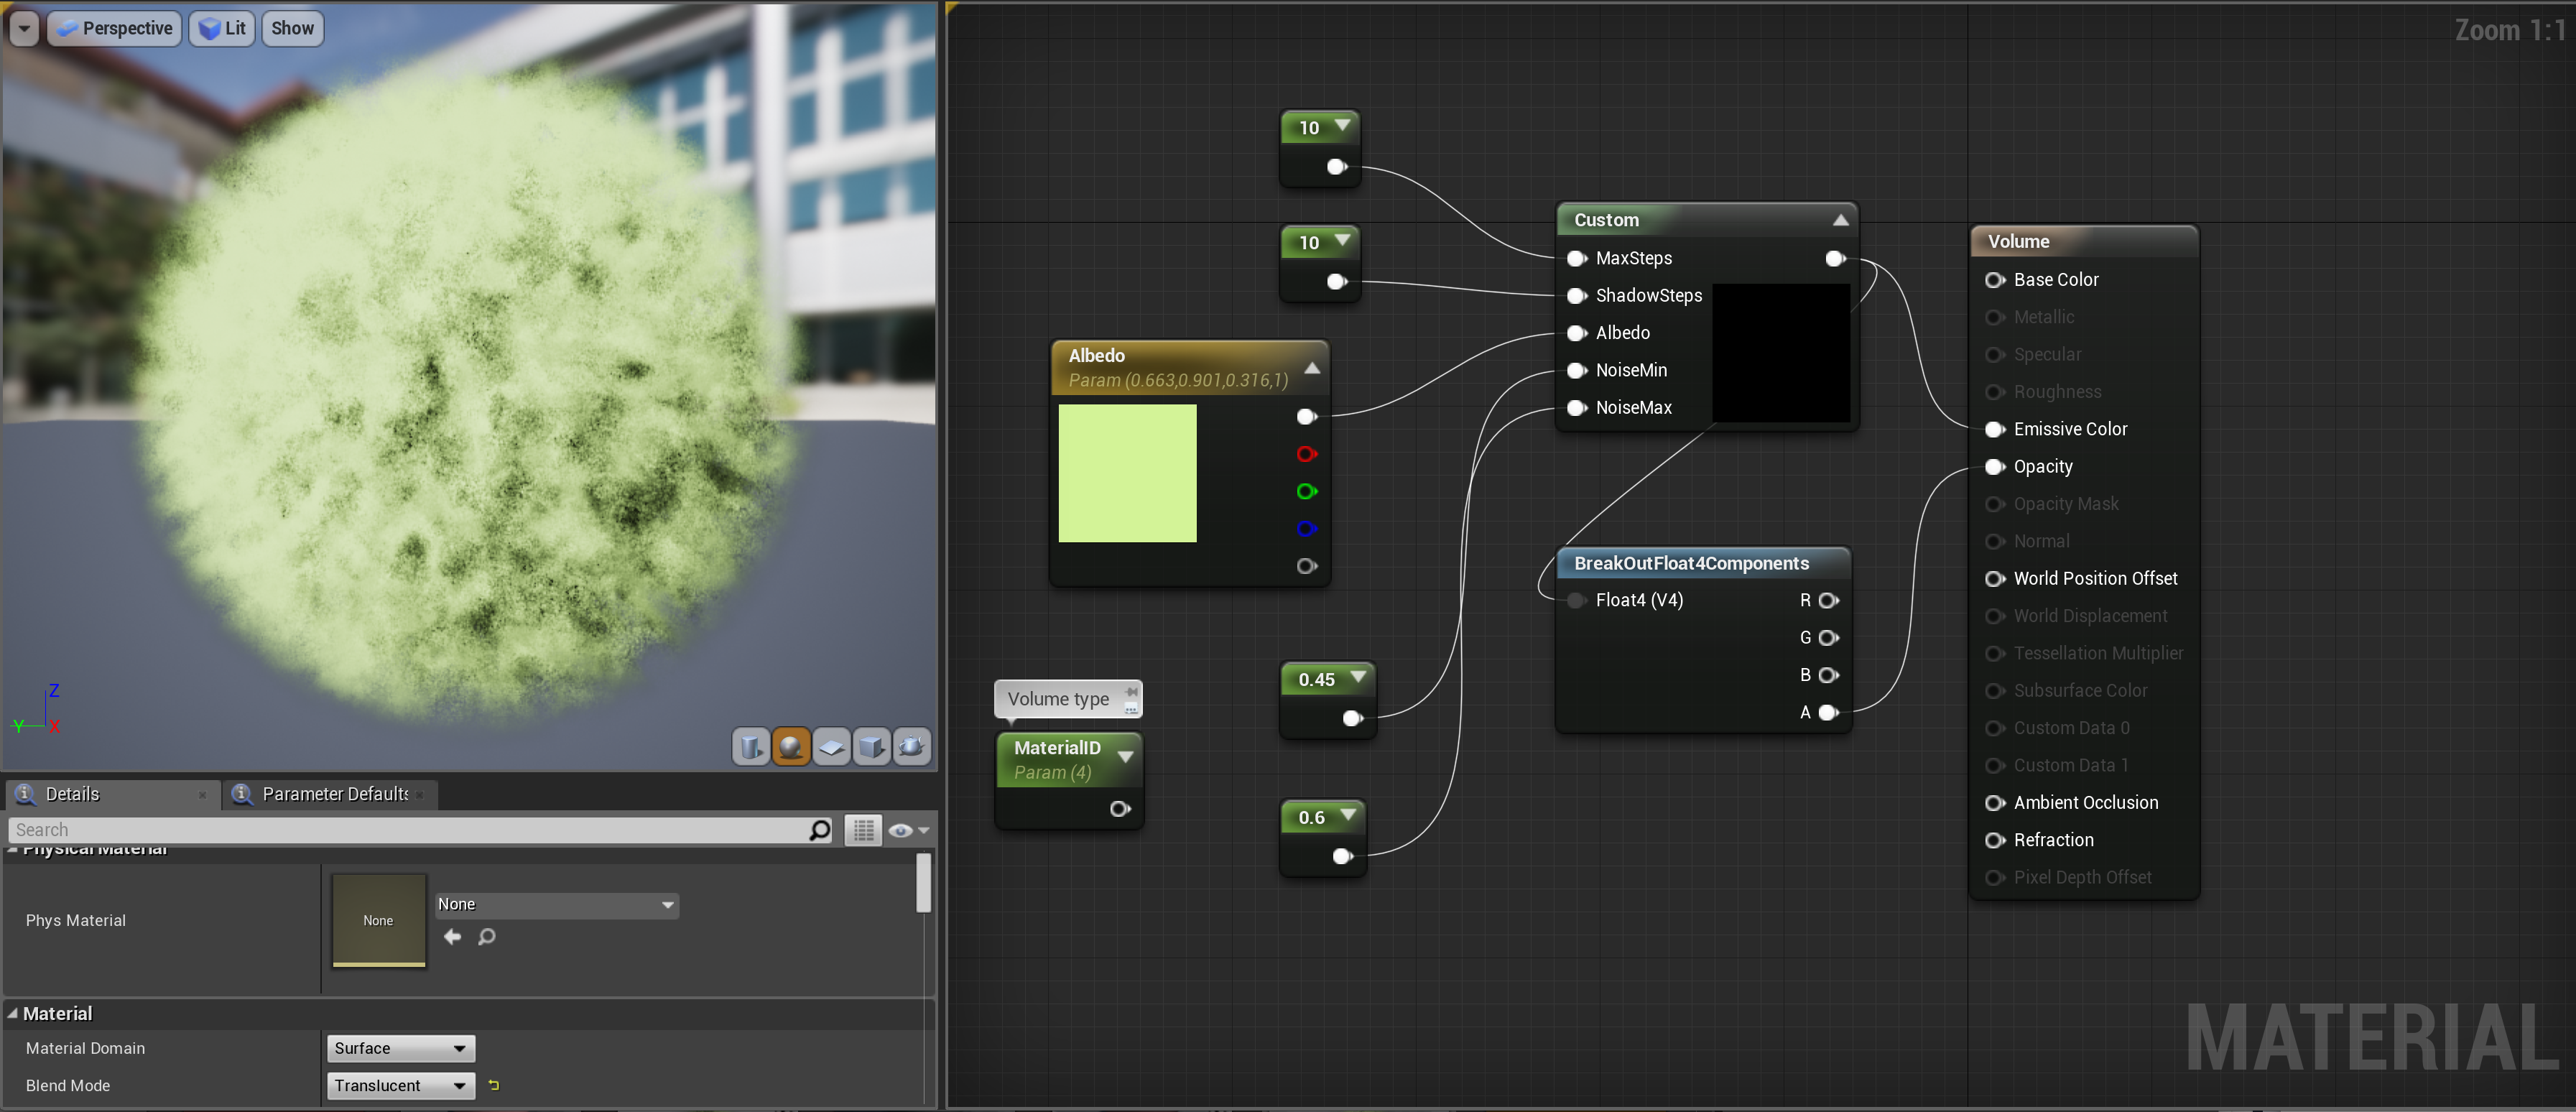 Perspective
Lit
Show
Z
Y
X
Details
Parameter Defaults
Search
Physical Material
Phys Material
None
None
Material
Material Domain
Surface
Blend Mode
Translucent
Zoom 1:1
10
10
Albedo
Param (0.663,0.901,0.316,1)
Volume type
MaterialID
Param (4)
0.45
0.6
Custom
MaxSteps
ShadowSteps
Albedo
NoiseMin
NoiseMax
BreakOutFloat4Components
Float4 (V4)
R
G
B
A
Volume
Base Color
Metallic
Specular
Roughness
Emissive Color
Opacity
Opacity Mask
Normal
World Position Offset
World Displacement
Tessellation Multiplier
Subsurface Color
Custom Data 0
Custom Data 1
Ambient Occlusion
Refraction
Pixel Depth Offset
MATERIAL